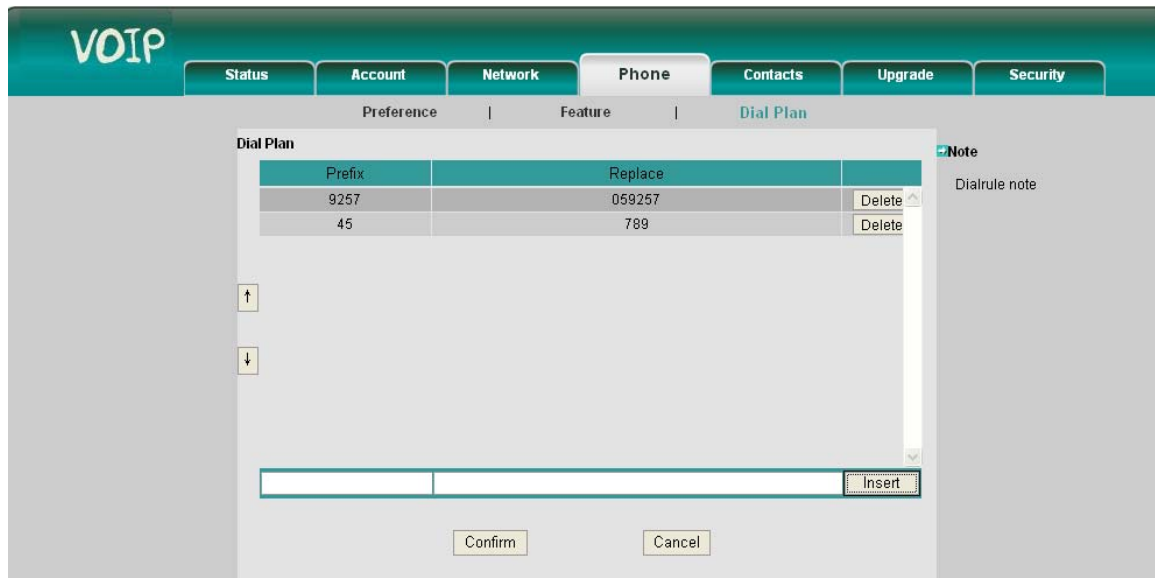 VOIP
Status Account Network Phone Contacts Upgrade Security
Preference | Feature | Dial Plan
Dial Plan
Note
Dialrule note
Prefix Replace
9257 059257 Delete
45 789 Delete
↑
↓
Insert
Confirm Cancel